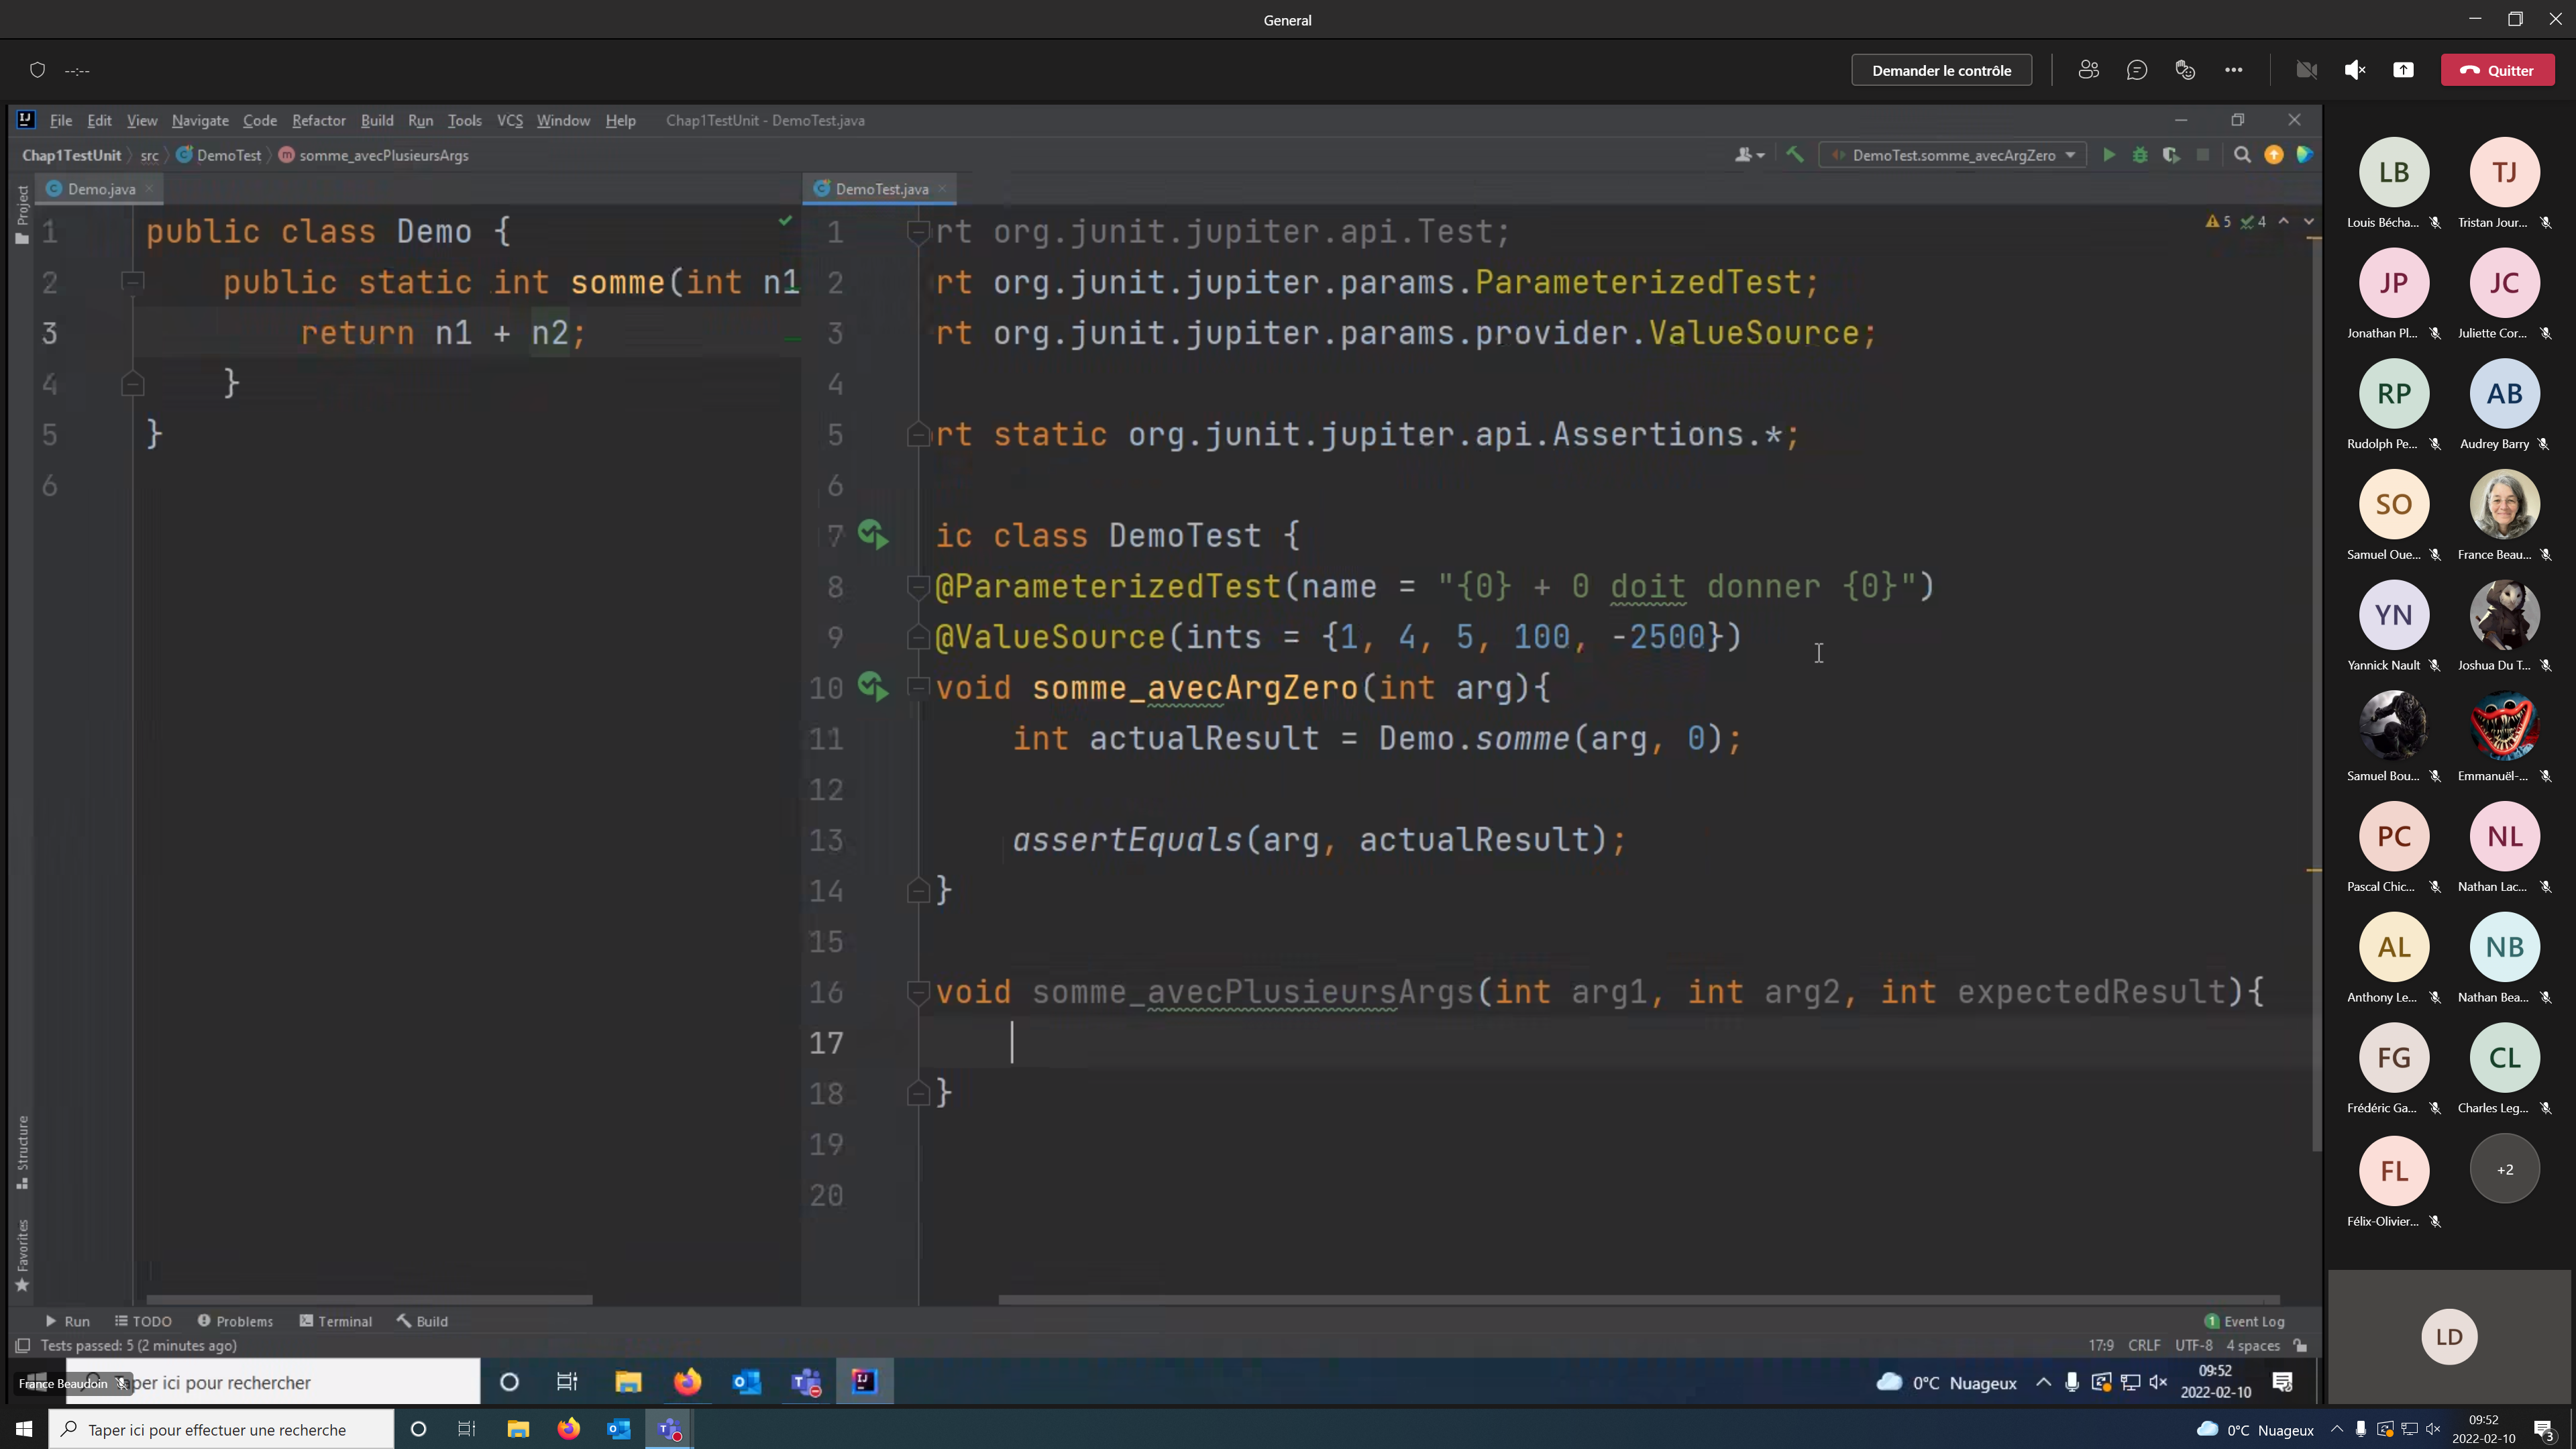 General
--:--
Demander le contrôle
Quitter
File Edit View Navigate Code Refactor Build Run Tools VCS Window Help Chap1TestUnit - DemoTest.java
Chap1TestUnit src DemoTest somme_avecPlusieursArgs
DemoTest.somme_avecArgZero
Project
Demo.java
1 public class Demo {
2 public static int somme(int n1
3 return n1 + n2;
4 }
5 }
6
DemoTest.java
5 4
1 rt org.junit.jupiter.api.Test;
2 rt org.junit.jupiter.params.ParameterizedTest;
3 rt org.junit.jupiter.params.provider.ValueSource;
4
5 rt static org.junit.jupiter.api.Assertions.*;
6
7 ic class DemoTest {
8 @ParameterizedTest(name = "{0} + 0 doit donner {0}")
9 @ValueSource(ints = {1, 4, 5, 100, -2500})
10 void somme_avecArgZero(int arg){
11 int actualResult = Demo.somme(arg, 0);
12
13 assertEquals(arg, actualResult);
14 }
15
16 void somme_avecPlusieursArgs(int arg1, int arg2, int expectedResult){
17
18 }
19
20
Structure
Favorites
Run TODO Problems Terminal Build
1 Event Log
Tests passed: 5 (2 minutes ago)
17:9 CRLF UTF-8 4 spaces
France Beaudoin
aper ici pour rechercher
0°C Nuageux
09:52
2022-02-10
LB
Louis Bécha...
TJ
Tristan Jour...
JP
Jonathan Pl...
JC
Juliette Cor...
RP
Rudolph Pe...
AB
Audrey Barry
SO
Samuel Oue...
France Beau...
YN
Yannick Nault
Joshua Du T...
Samuel Bou...
Emmanuël-...
PC
Pascal Chic...
NL
Nathan Lac...
AL
Anthony Le...
NB
Nathan Bea...
FG
Frédéric Ga...
CL
Charles Leg...
FL
Félix-Olivier...
+2
LD
Taper ici pour effectuer une recherche
0°C Nuageux
09:52
2022-02-10
3